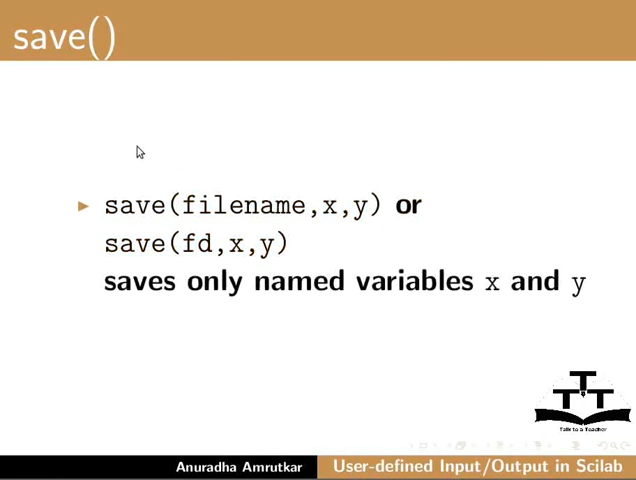 save()
save(filename,x,y) or
save(fd,x,y)
saves only named variables x and y
T
T T
Talk to a Teacher
Anuradha Amrutkar
User-defined Input/Output in Scilab